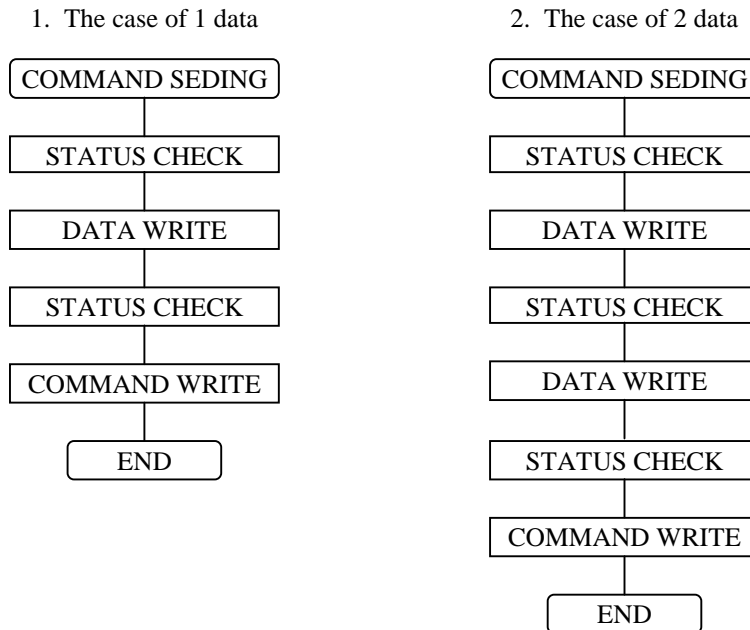 1. The case of 1 data
COMMAND SEDING
STATUS CHECK
DATA WRITE
STATUS CHECK
COMMAND WRITE
END
2. The case of 2 data
COMMAND SEDING
STATUS CHECK
DATA WRITE
STATUS CHECK
DATA WRITE
STATUS CHECK
COMMAND WRITE
END